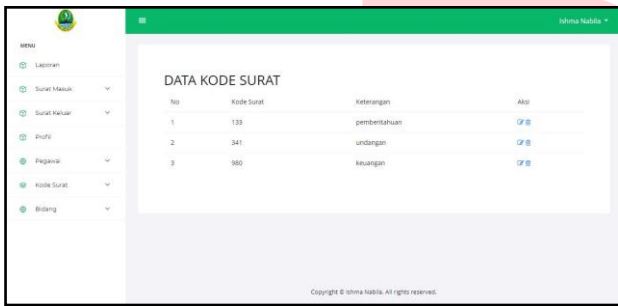 Ishma Nabila
MENU
Laporan
Surat Masuk
Surat Keluar
Profil
Pegawai
Kode Surat
Bidang
DATA KODE SURAT
No Kode Surat Keterangan Aksi
1 133 pemberitahuan
2 341 undangan
3 980 keuangan
Copyright © Ishma Nabila. All rights reserved.